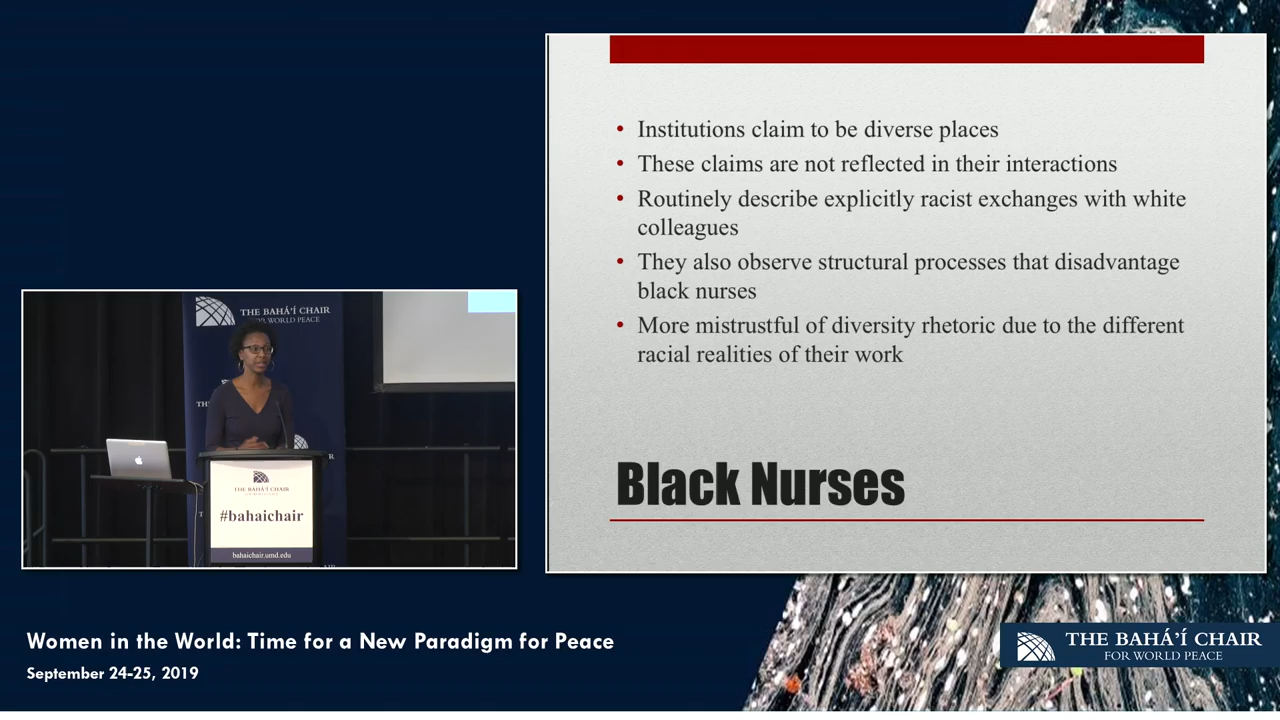 Institutions claim to be diverse places
These claims are not reflected in their interactions
Routinely describe explicitly racist exchanges with white
colleagues
They also observe structural processes that disadvantage
black nurses
More mistrustful of diversity rhetoric due to the different
racial realities of their work
Black Nurses
THE BAHÁ'Í CHAIR
FOR WORLD PEACE
THE BAHÁ'Í CHAIR
#bahaichair
bahaichair.umd.edu
Women in the World: Time for a New Paradigm for Peace
September 24-25, 2019
THE BAHÁ'Í CHAIR
FOR WORLD PEACE